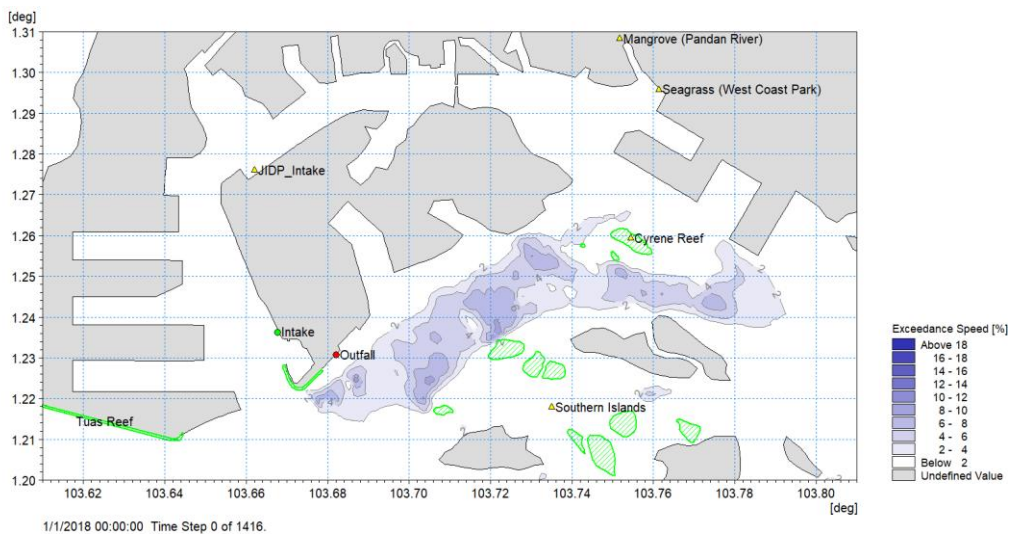 [deg]
1.31
1.30
1.29
1.28
1.27
1.26
1.25
1.24
1.23
1.22
1.21
1.20
Mangrove (Pandan River)
Seagrass (West Coast Park)
JIDP_Intake
Cyrene Reef
Intake
Outfall
Southern Islands
Tuas Reef
103.62 103.64 103.66 103.68 103.70 103.72 103.74 103.76 103.78 103.80
[deg]
Exceedance Speed [%]
Above 18
16 - 18
14 - 16
12 - 14
10 - 12
8 - 10
6 - 8
4 - 6
2 - 4
Below 2
Undefined Value
1/1/2018 00:00:00 Time Step 0 of 1416.